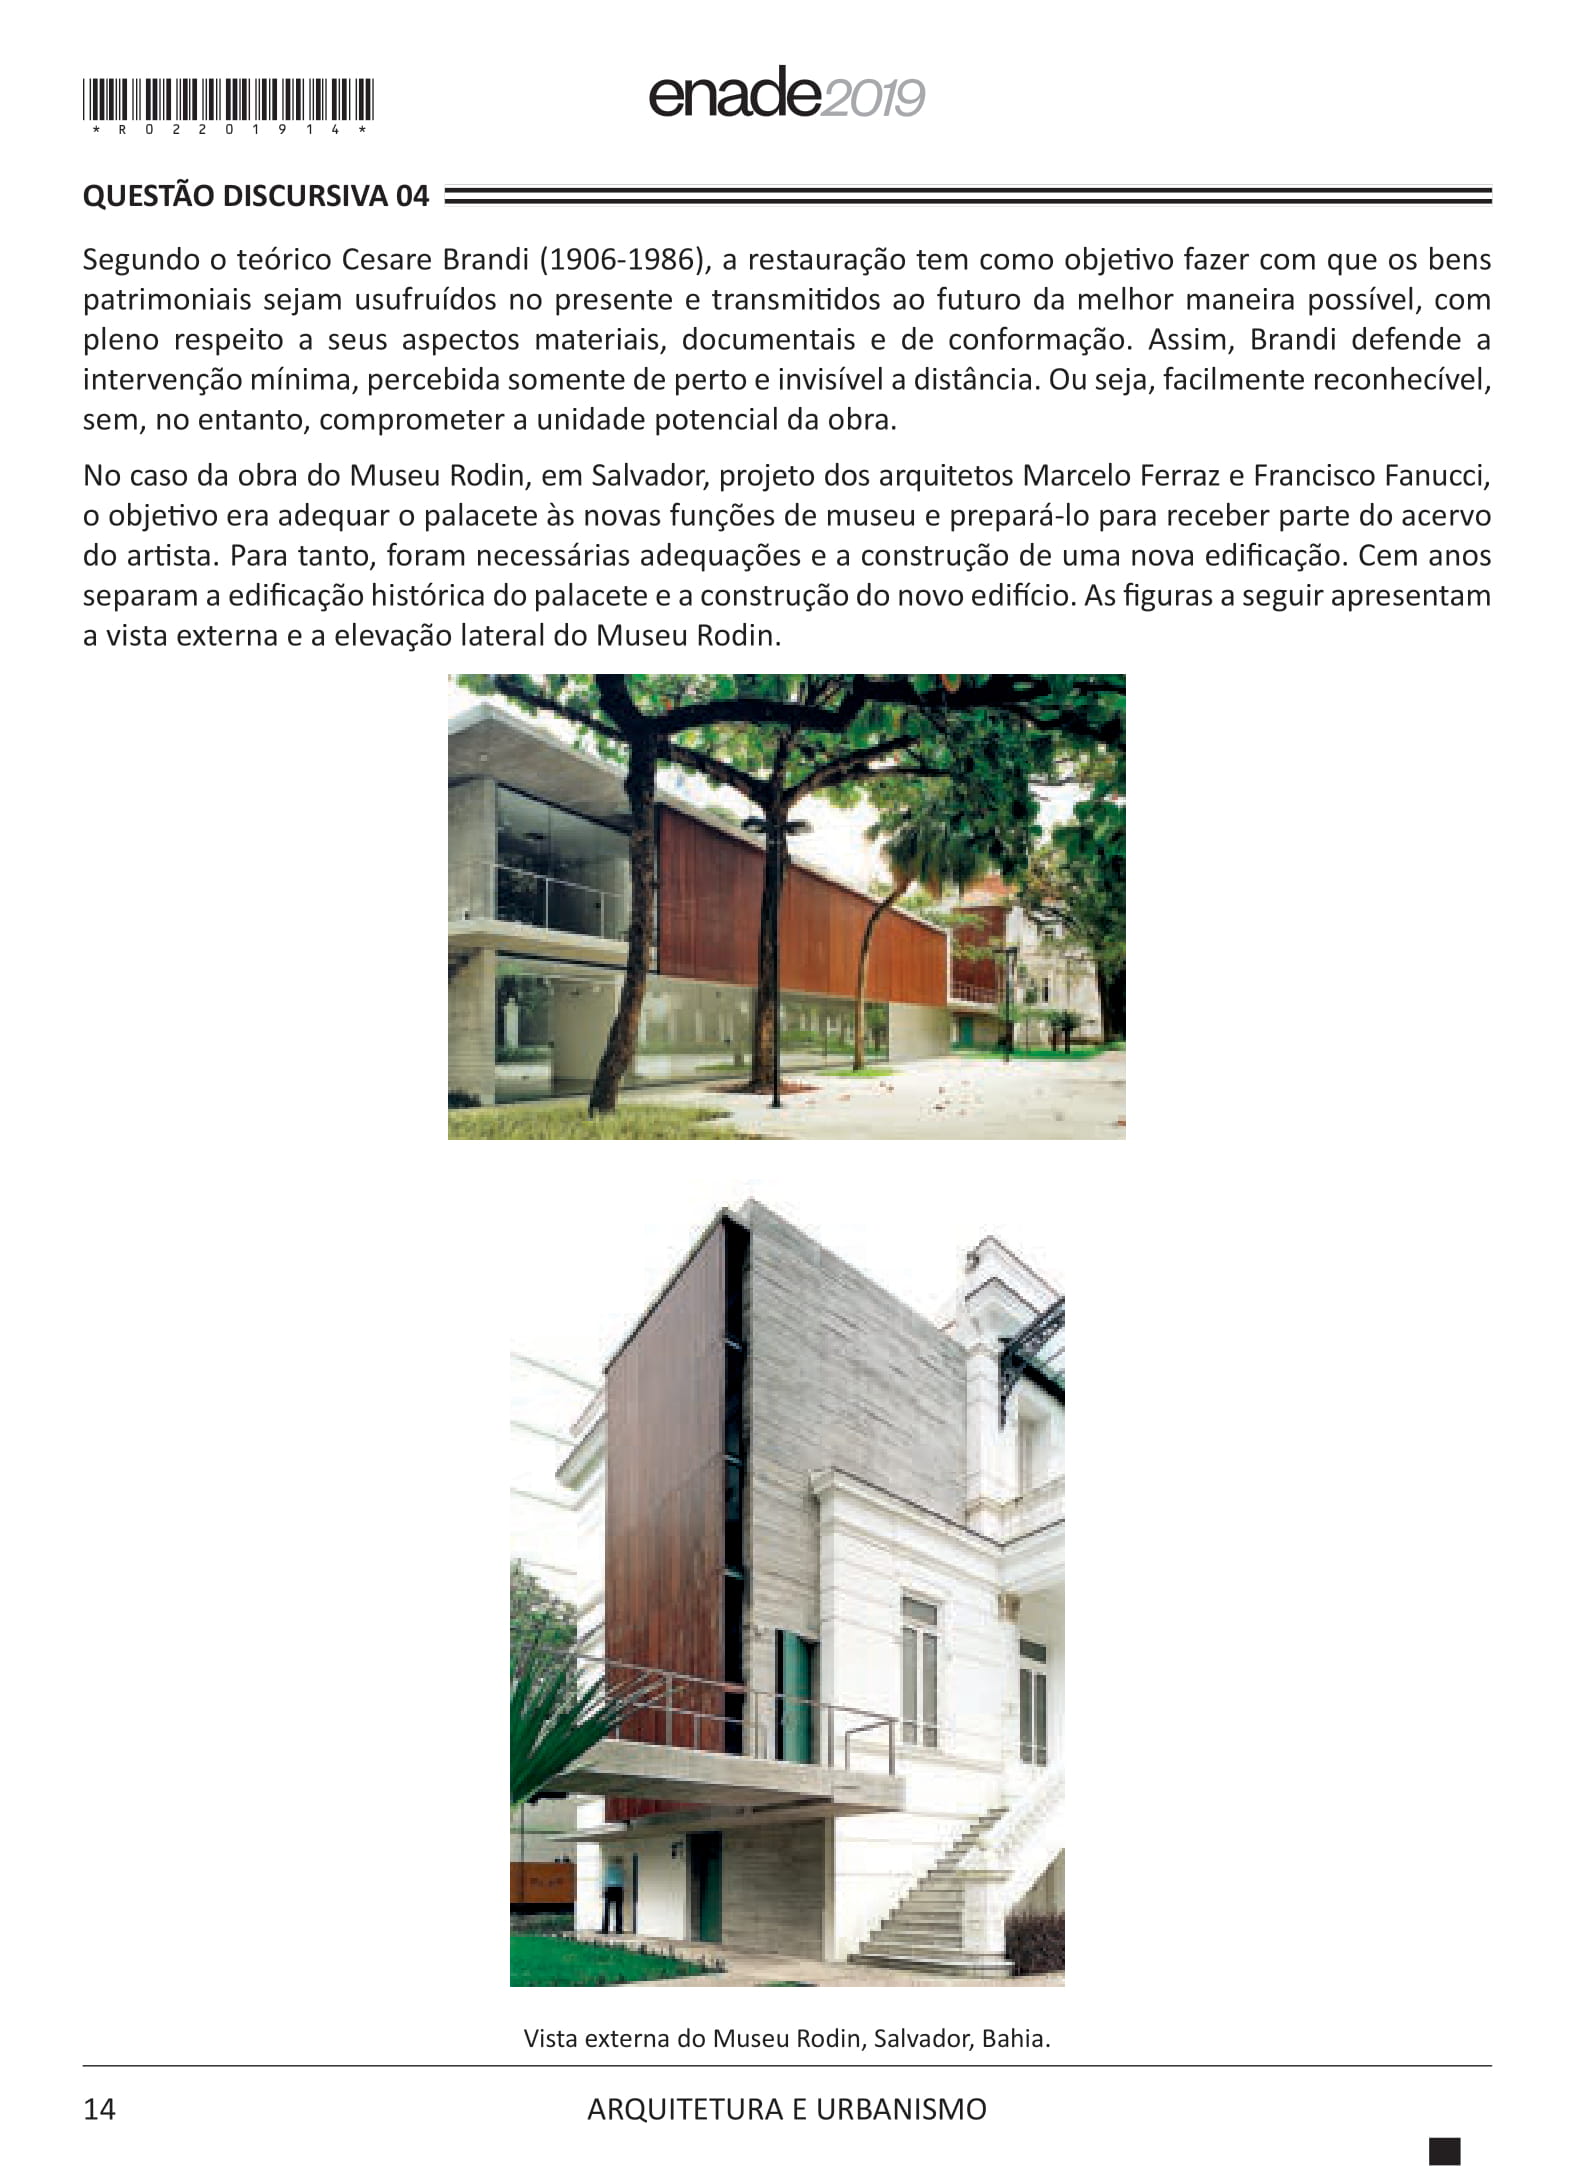 enade2019
*R02201914*
QUESTÃO DISCURSIVA 04
Segundo o teórico Cesare Brandi (1906-1986), a restauração tem como objetivo fazer com que os bens
patrimoniais sejam usufruídos no presente e transmitidos ao futuro da melhor maneira possível, com
pleno respeito a seus aspectos materiais, documentais e de conformação. Assim, Brandi defende a
intervenção mínima, percebida somente de perto e invisível a distância. Ou seja, facilmente reconhecível,
sem, no entanto, comprometer a unidade potencial da obra.
No caso da obra do Museu Rodin, em Salvador, projeto dos arquitetos Marcelo Ferraz e Francisco Fanucci,
o objetivo era adequar o palacete às novas funções de museu e prepará-lo para receber parte do acervo
do artista. Para tanto, foram necessárias adequações e a construção de uma nova edificação. Cem anos
separam a edificação histórica do palacete e a construção do novo edifício. As figuras a seguir apresentam
a vista externa e a elevação lateral do Museu Rodin.
Vista externa do Museu Rodin, Salvador, Bahia.
14
ARQUITETURA E URBANISMO